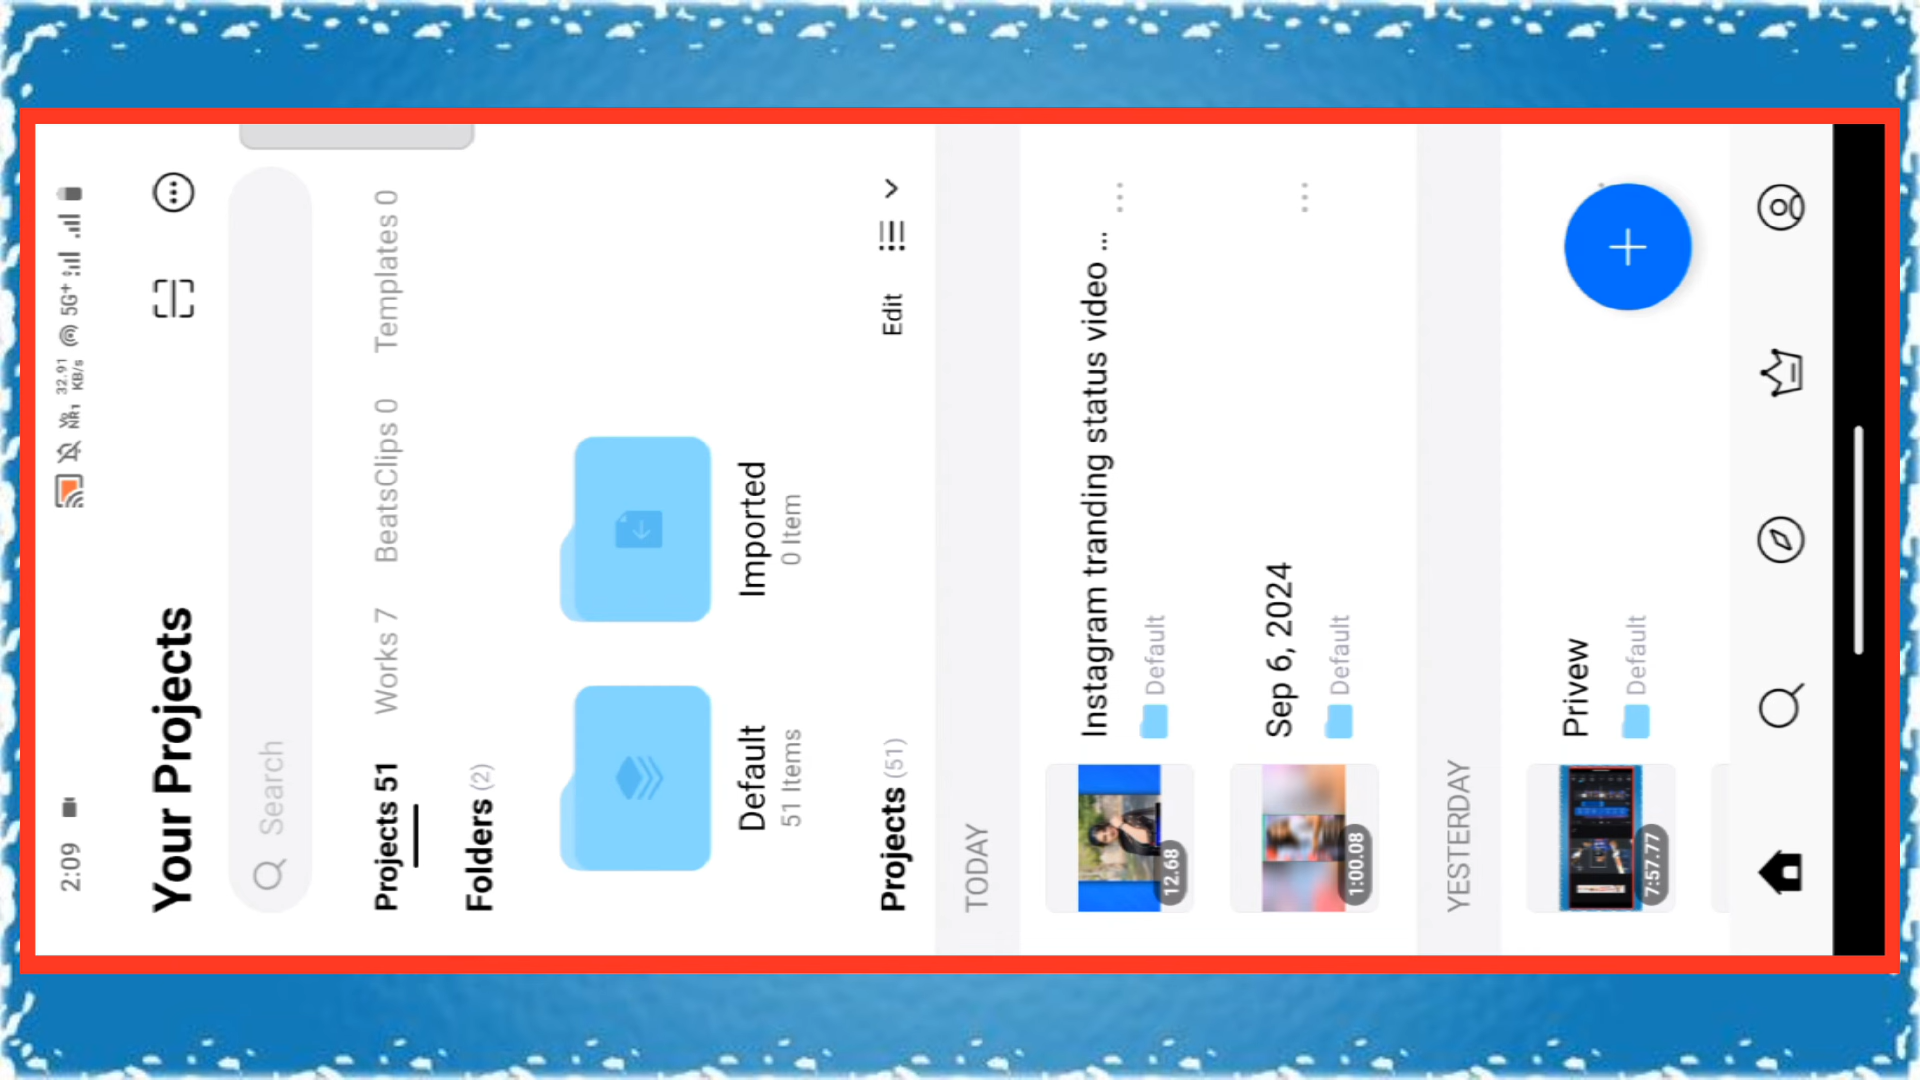 2:09
Vo NR1
32.91 KB/s
5G+
Your Projects
Search
Projects 51
Works 7
BeatsClips 0
Templates 0
Folders (2)
Default
51 Items
Imported
0 Item
Projects (51)
Edit
TODAY
Instagram tranding status video ...
Default
12.68
Sep 6, 2024
Default
1:00.08
YESTERDAY
Privew
Default
7:57.77